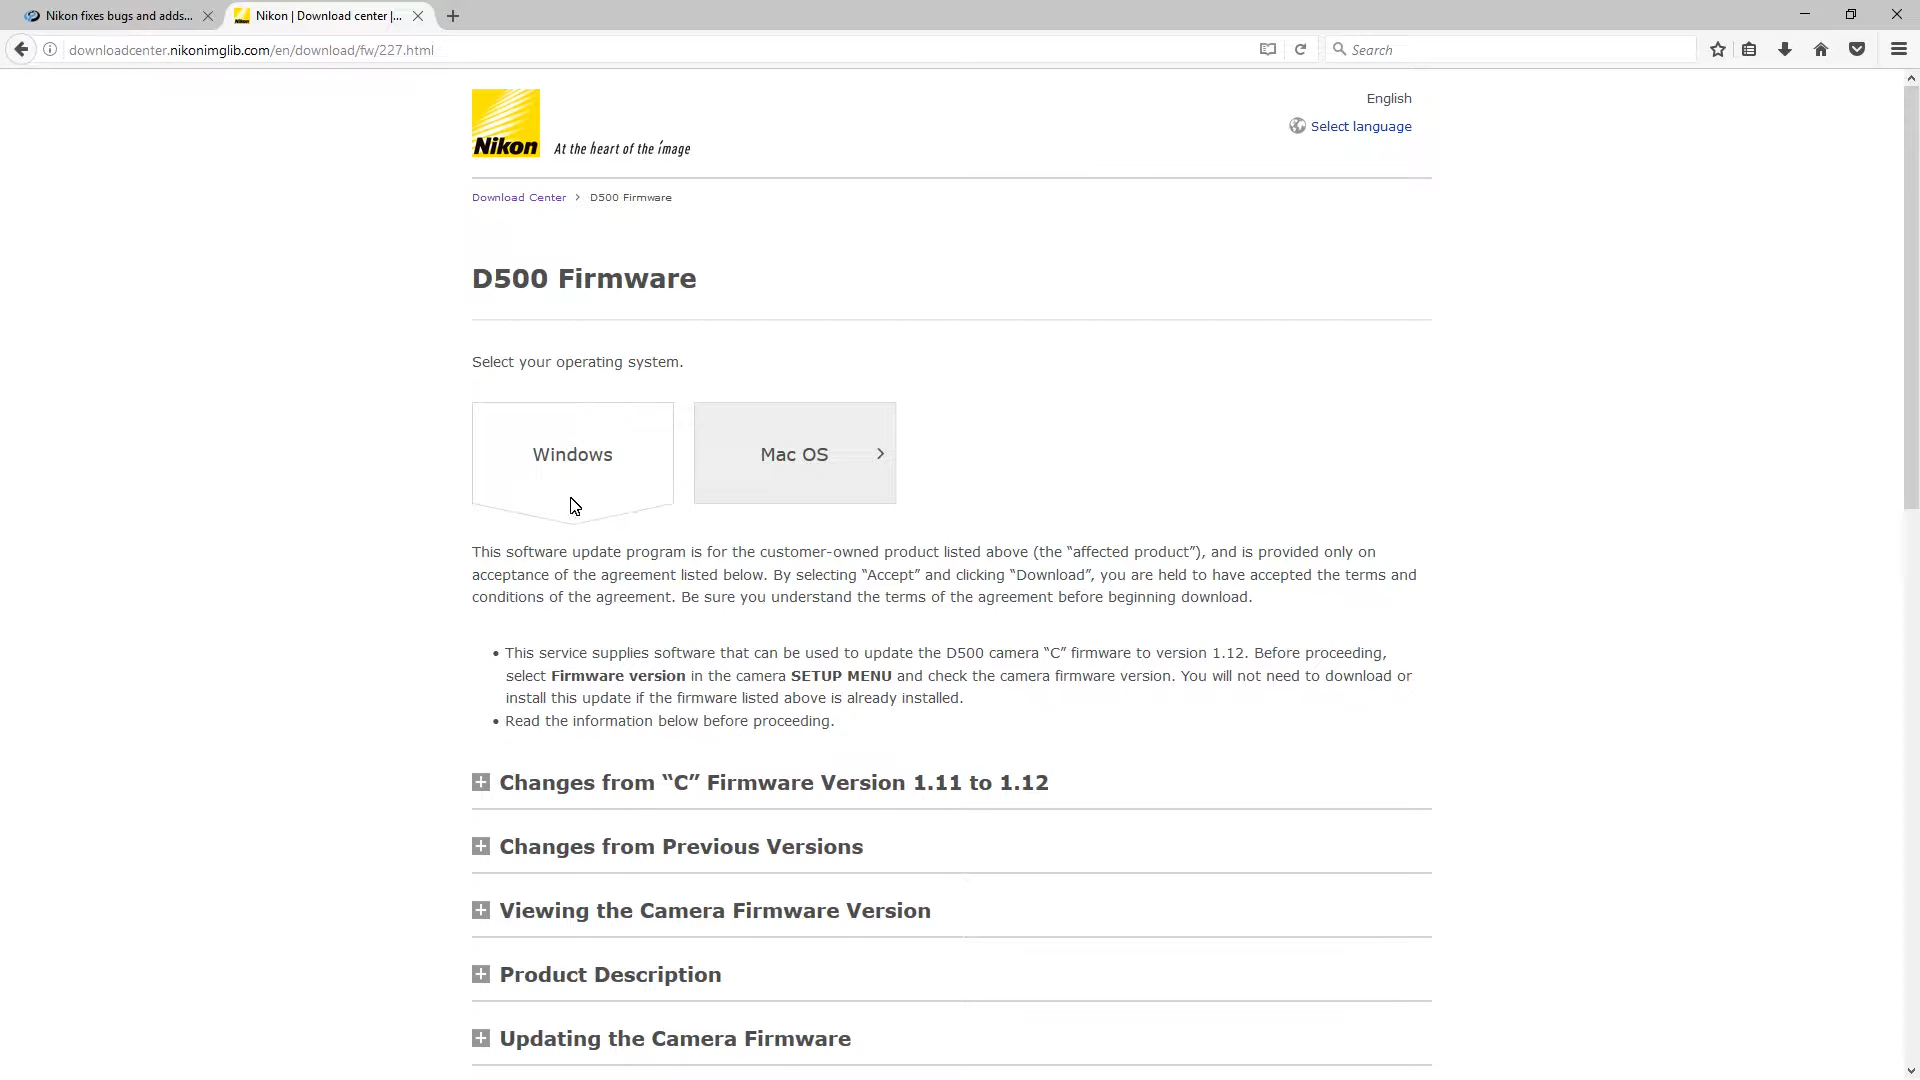 Nikon fixes bugs and adds...
Nikon | Download center |...
downloadcenter.nikonimglib.com/en/download/fw/227.html
Search
Nikon
At the heart of the image
English
Select language
Download Center > D500 Firmware
D500 Firmware
Select your operating system.
Windows
Mac OS
This software update program is for the customer-owned product listed above (the “affected product”), and is provided only on
acceptance of the agreement listed below. By selecting “Accept” and clicking “Download”, you are held to have accepted the terms and
conditions of the agreement. Be sure you understand the terms of the agreement before beginning download.
• This service supplies software that can be used to update the D500 camera “C” firmware to version 1.12. Before proceeding,
select Firmware version in the camera SETUP MENU and check the camera firmware version. You will not need to download or
install this update if the firmware listed above is already installed.
• Read the information below before proceeding.
Changes from “C” Firmware Version 1.11 to 1.12
Changes from Previous Versions
Viewing the Camera Firmware Version
Product Description
Updating the Camera Firmware